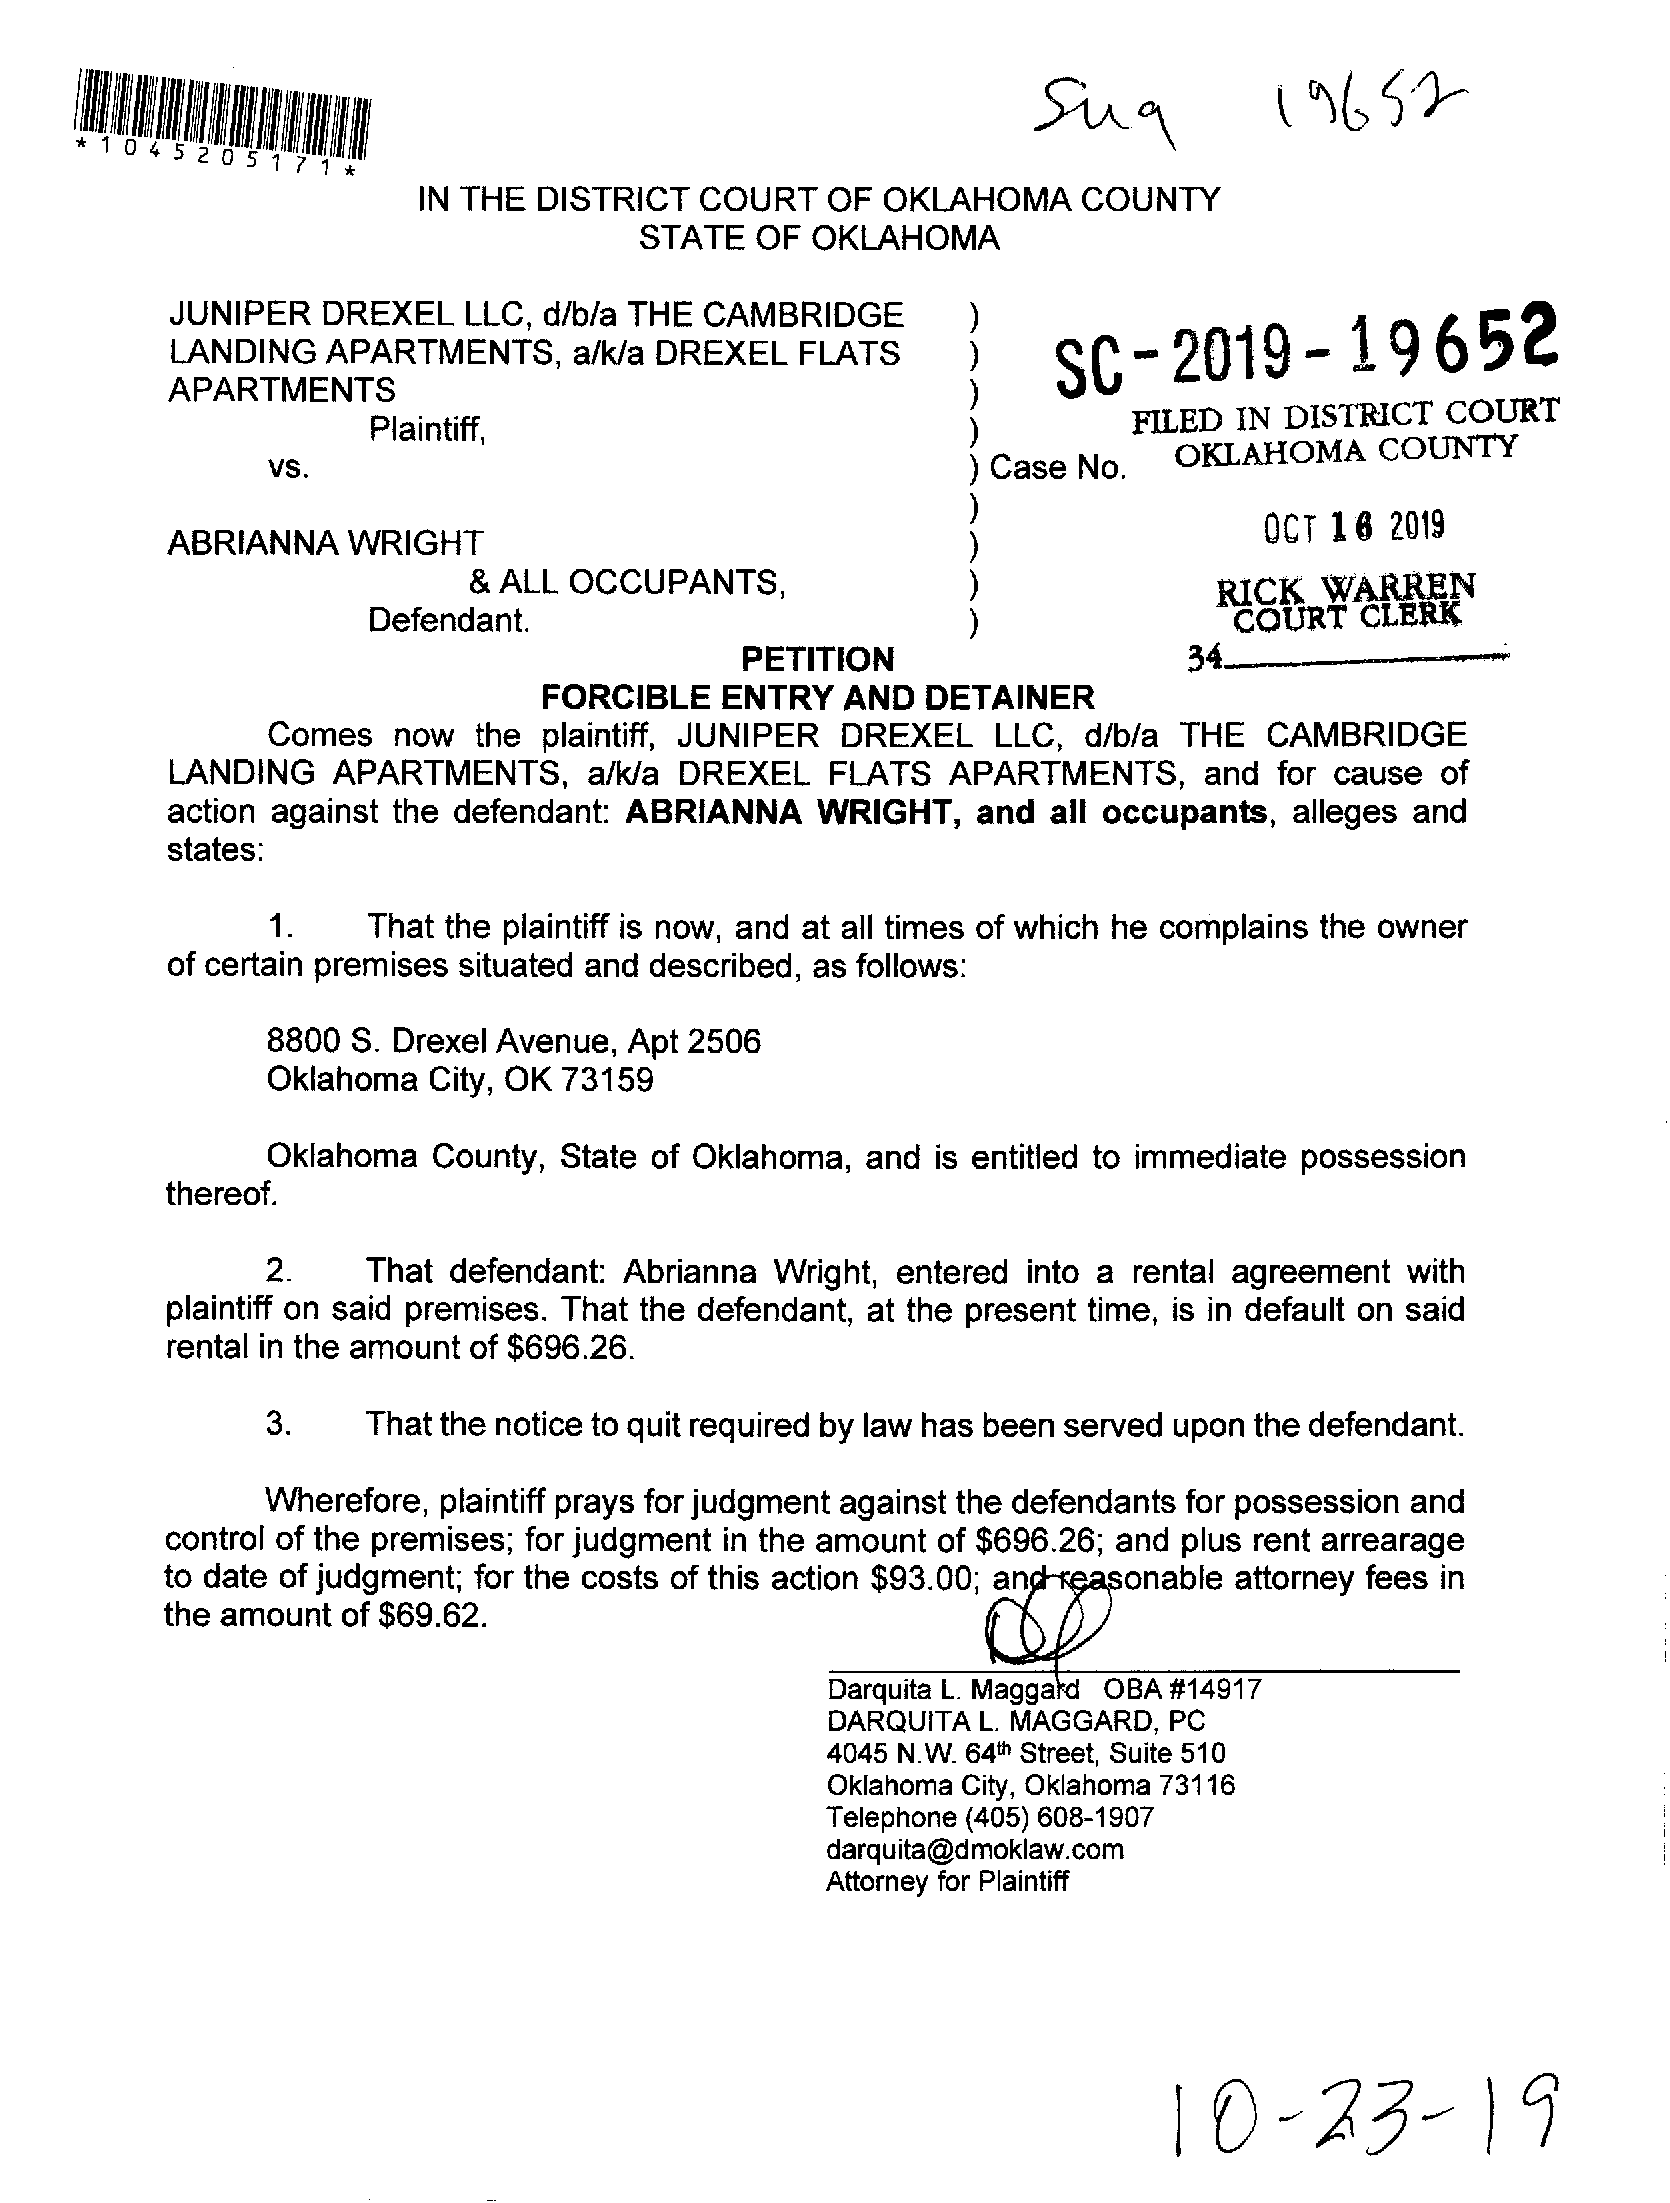 *1045205171*
19652
IN THE DISTRICT COURT OF OKLAHOMA COUNTY
STATE OF OKLAHOMA
JUNIPER DREXEL LLC, d/b/a THE CAMBRIDGE )
LANDING APARTMENTS, a/k/a DREXEL FLATS )
APARTMENTS )
Plaintiff, )
vs. ) Case No.
)
ABRIANNA WRIGHT )
& ALL OCCUPANTS, )
Defendant. )
SC-2019-19652
FILED IN DISTRICT COURT
OKLAHOMA COUNTY
OCT 16 2019
RICK WARREN
COURT CLERK
34
PETITION
FORCIBLE ENTRY AND DETAINER
Comes now the plaintiff, JUNIPER DREXEL LLC, d/b/a THE CAMBRIDGE
LANDING APARTMENTS, a/k/a DREXEL FLATS APARTMENTS, and for cause of
action against the defendant: ABRIANNA WRIGHT, and all occupants, alleges and
states:
1. That the plaintiff is now, and at all times of which he complains the owner
of certain premises situated and described, as follows:
8800 S. Drexel Avenue, Apt 2506
Oklahoma City, OK 73159
Oklahoma County, State of Oklahoma, and is entitled to immediate possession
thereof.
2. That defendant: Abrianna Wright, entered into a rental agreement with
plaintiff on said premises. That the defendant, at the present time, is in default on said
rental in the amount of $696.26.
3. That the notice to quit required by law has been served upon the defendant.
Wherefore, plaintiff prays for judgment against the defendants for possession and
control of the premises; for judgment in the amount of $696.26; and plus rent arrearage
to date of judgment; for the costs of this action $93.00; and reasonable attorney fees in
the amount of $69.62.
Darquita L. Maggard OBA #14917
DARQUITA L. MAGGARD, PC
4045 N.W. 64th Street, Suite 510
Oklahoma City, Oklahoma 73116
Telephone (405) 608-1907
darquita@dmoklaw.com
Attorney for Plaintiff
10-23-19